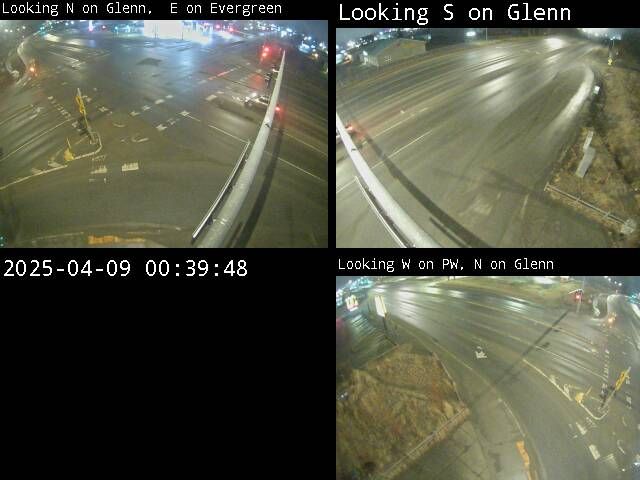 Looking N on Glenn,  E on Evergreen
Looking S on Glenn
2025-04-09 00:39:48
Looking W on PW, N on Glenn